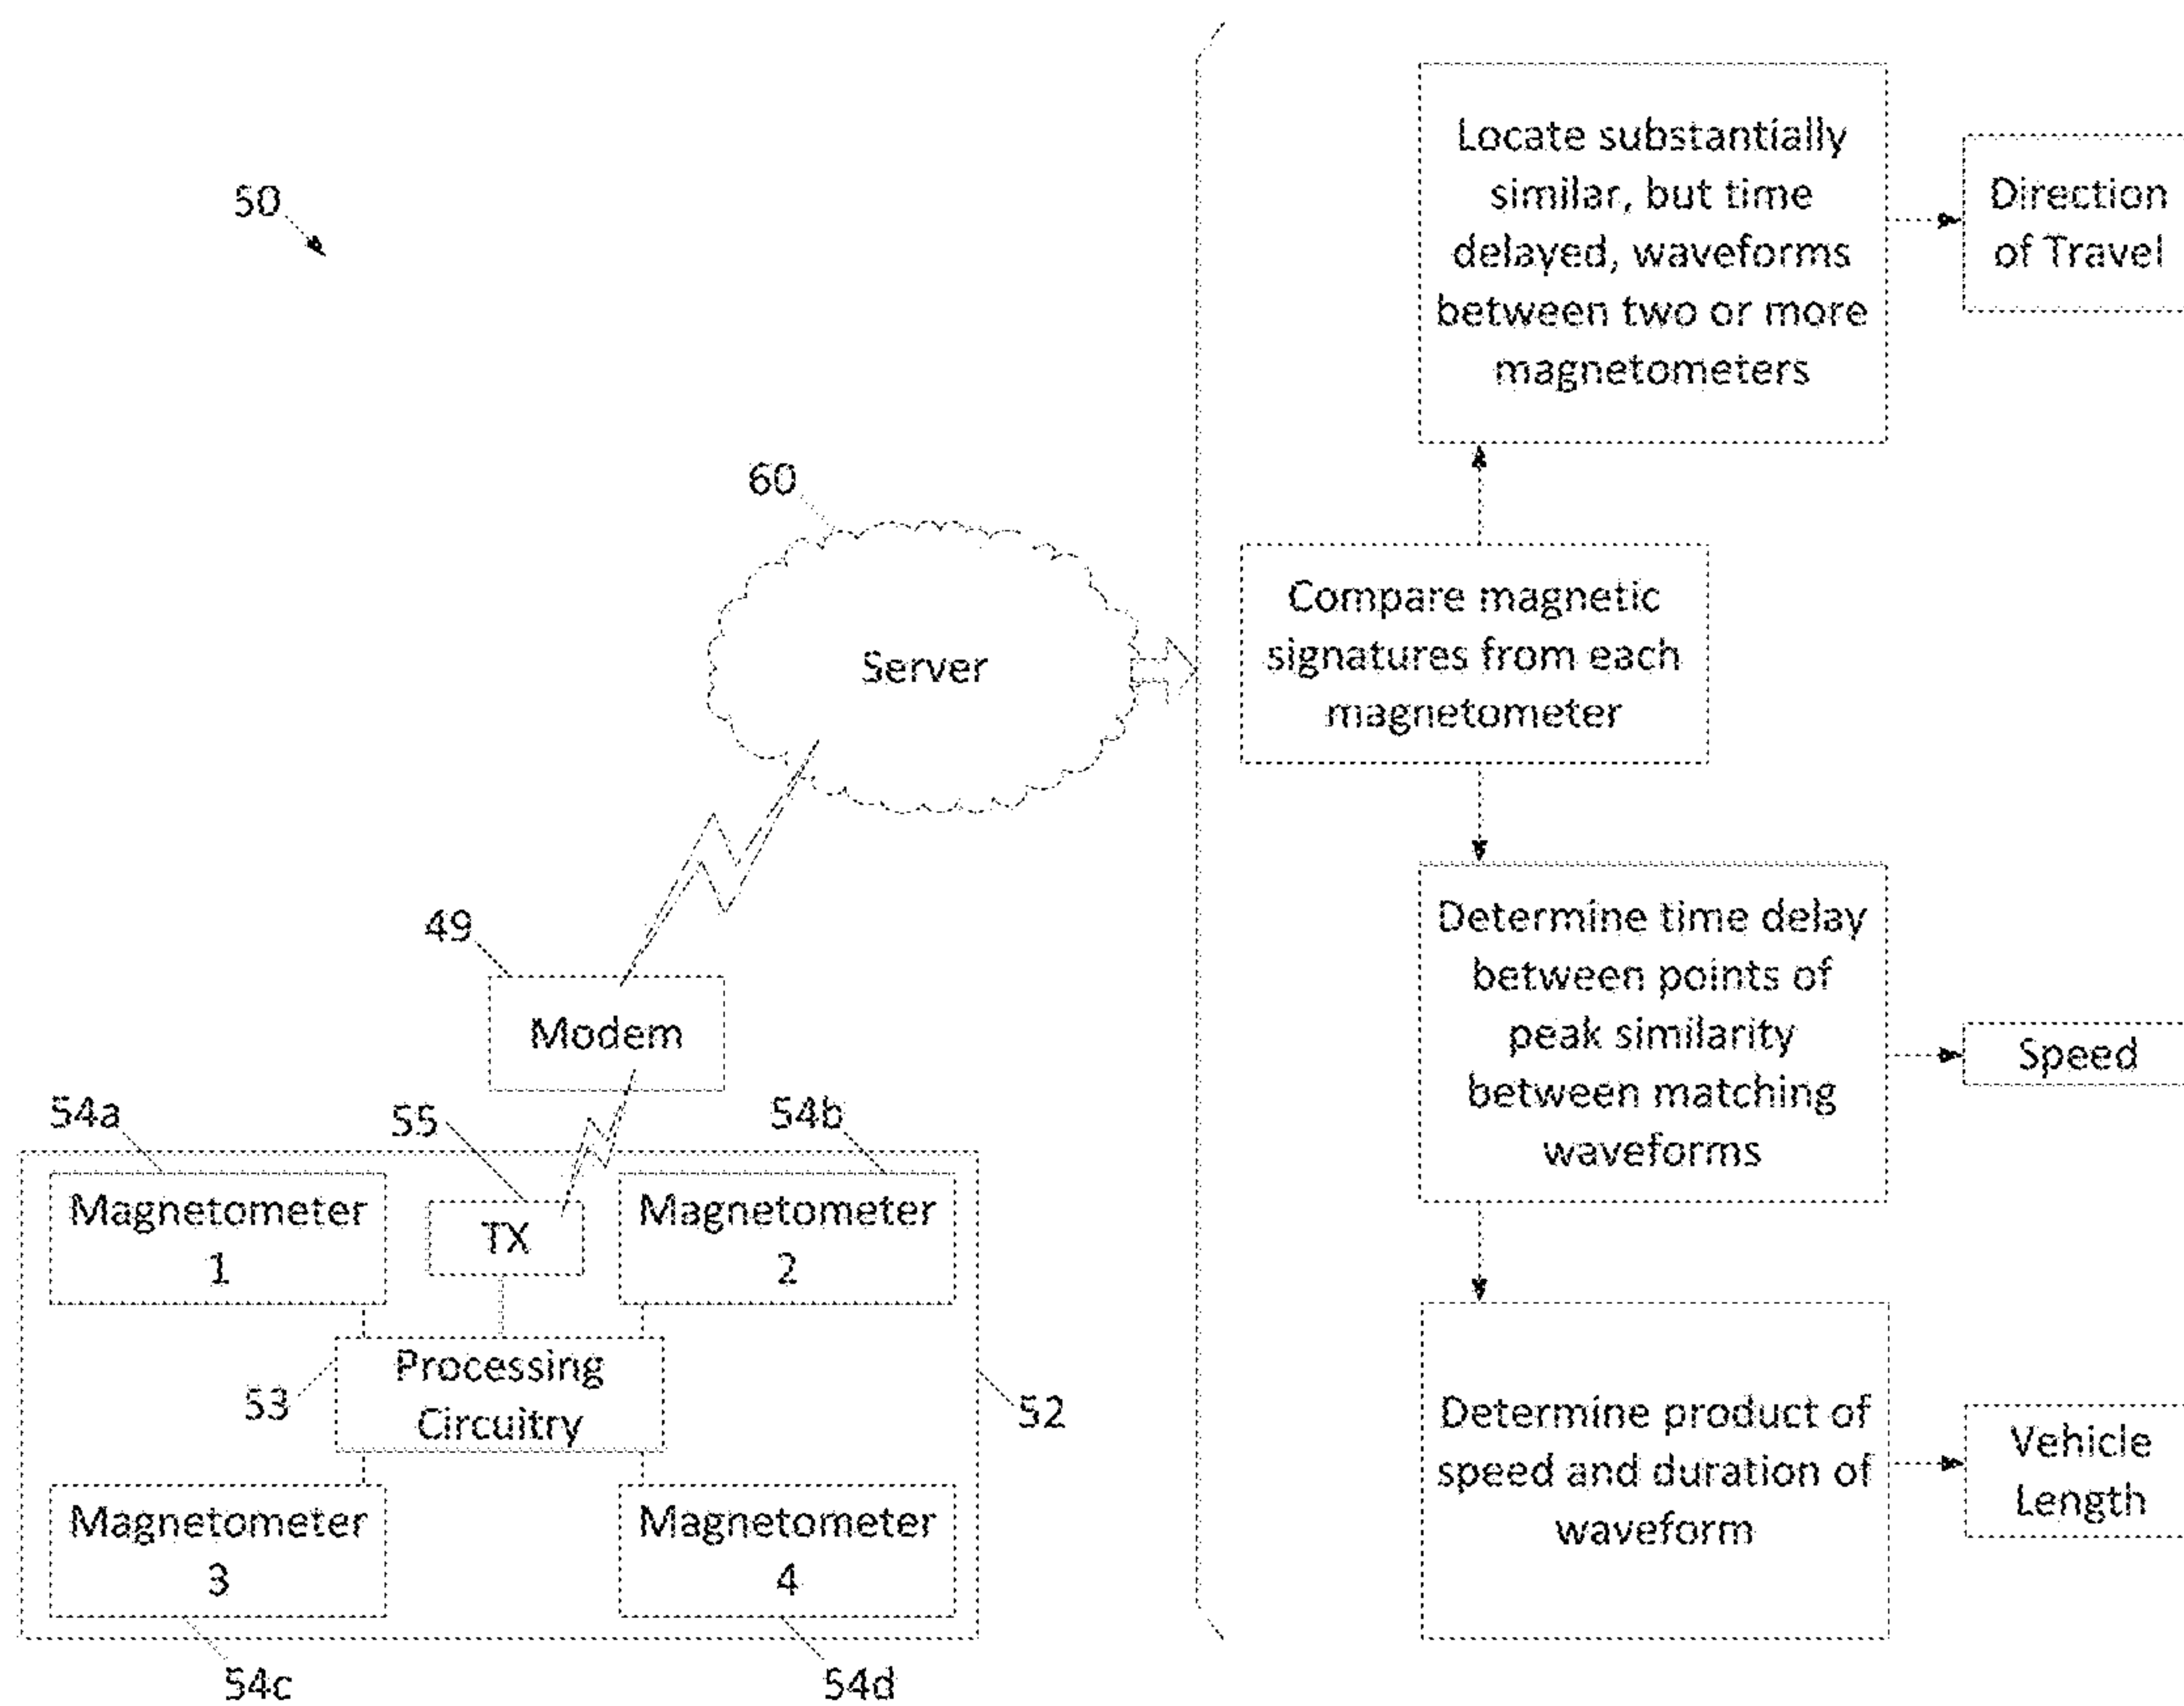 50
60
Server
49
Modem
54a
55
54b
Magnetometer
1
TX
Magnetometer
2
53
Processing
Circuitry
52
Magnetometer
3
Magnetometer
4
54c
54d
Locate substantially
similar, but time
delayed, waveforms
between two or more
magnetometers
Direction
of Travel
Compare magnetic
signatures from each
magnetometer
Determine time delay
between points of
peak similarity
between matching
waveforms
Speed
Determine product of
speed and duration of
waveform
Vehicle
Length